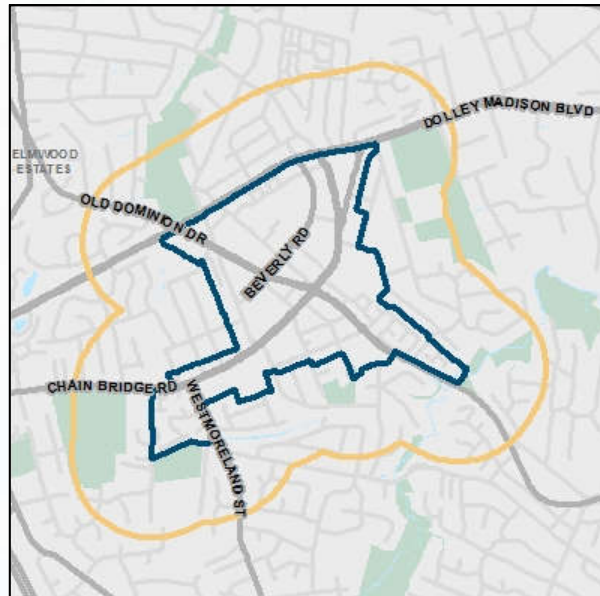 DOLLEY MADISON BLVD
ELMWOOD
ESTATES
OLD DOMINION DR
BEVERLY RD
CHAIN BRIDGE RD
WESTMORELAND ST